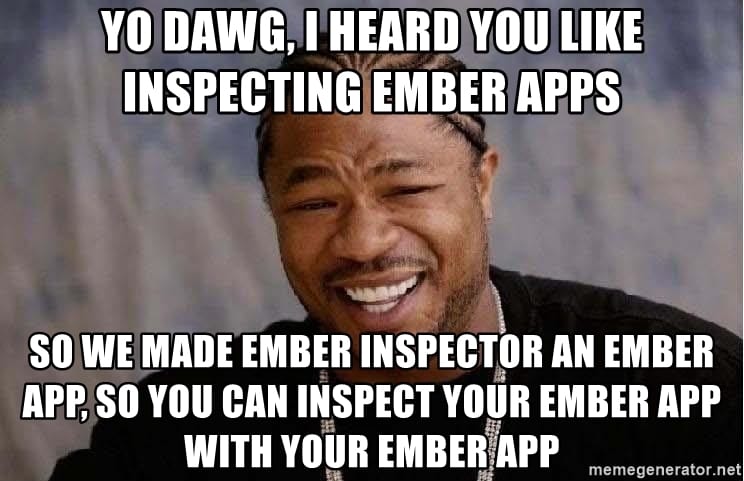 YO DAWG, I HEARD YOU LIKE
INSPECTING EMBER APPS
SO WE MADE EMBER INSPECTOR AN EMBER
APP, SO YOU CAN INSPECT YOUR EMBER APP
WITH YOUR EMBER APP
memegenerator.net